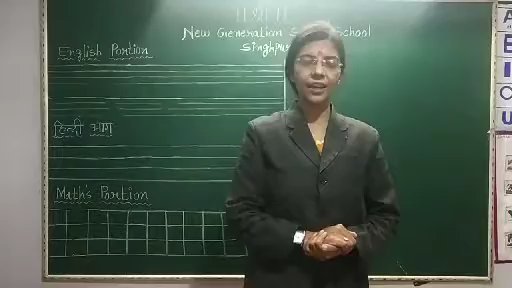 ॥ श्री ॥
New Generation S School
Singhpur
English Portion
हिन्दी भाग
Math's Portion
A
E
I
O
U